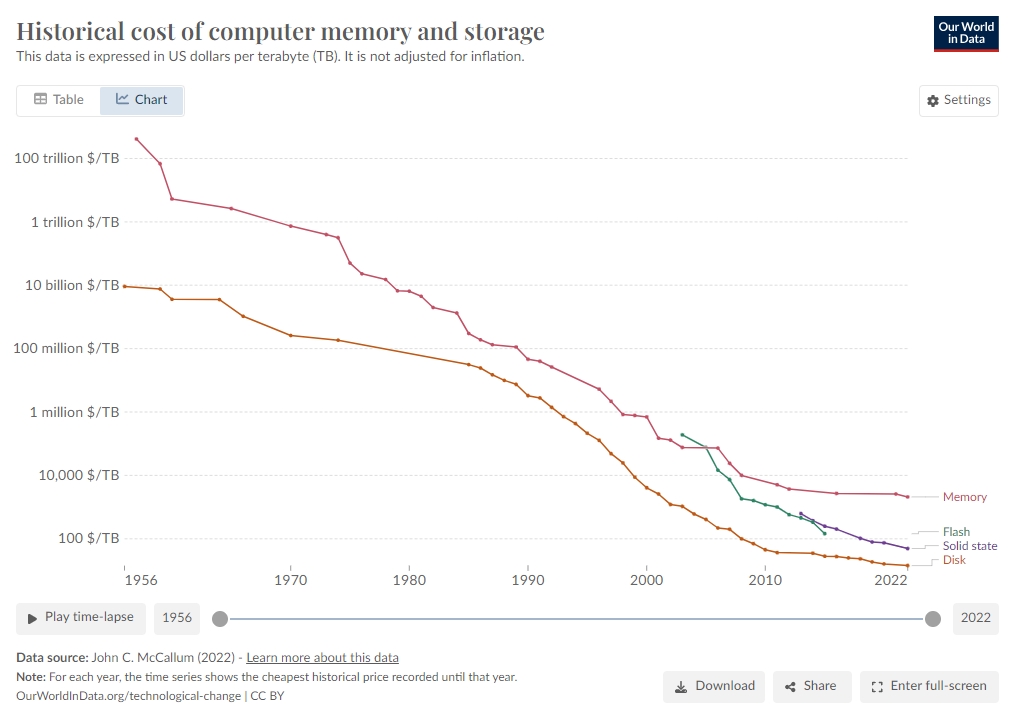 Historical cost of computer memory and storage
This data is expressed in US dollars per terabyte (TB). It is not adjusted for inflation.
Our World
in Data
Table
Chart
Settings
100 trillion $/TB
1 trillion $/TB
10 billion $/TB
100 million $/TB
1 million $/TB
10,000 $/TB
100 $/TB
Memory
Flash
Solid state
Disk
1956
1970
1980
1990
2000
2010
2022
Play time-lapse
1956
2022
Data source: John C. McCallum (2022) - Learn more about this data
Note: For each year, the time series shows the cheapest historical price recorded until that year.
OurWorldInData.org/technological-change | CC BY
Download
Share
Enter full-screen